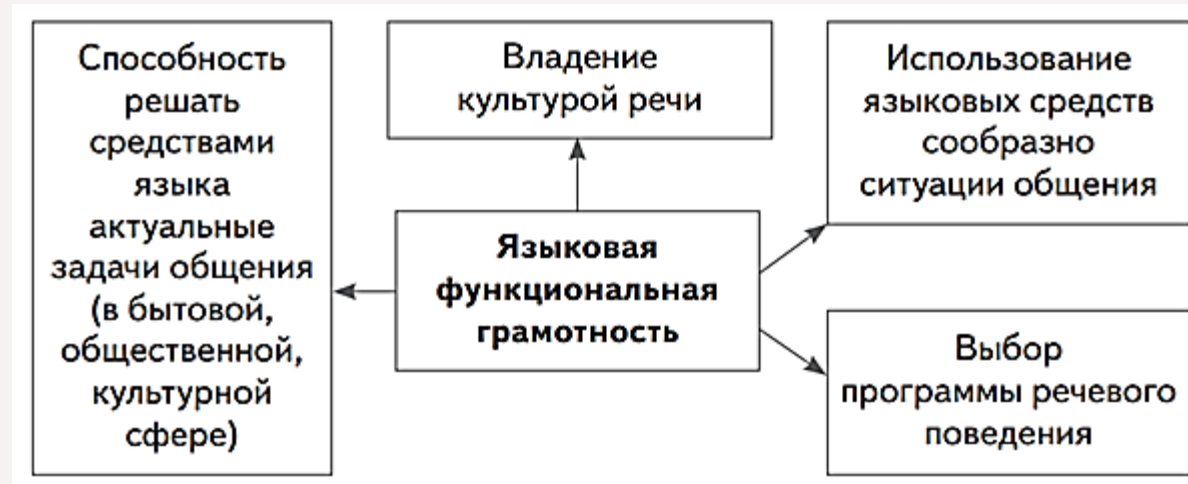 Способность
решать
средствами
языка
актуальные
задачи общения
(в бытовой,
общественной,
культурной
сфере)
Владение
культурой речи
Использование
языковых средств
сообразно
ситуации общения
Языковая
функциональная
грамотность
Выбор
программы речевого
поведения